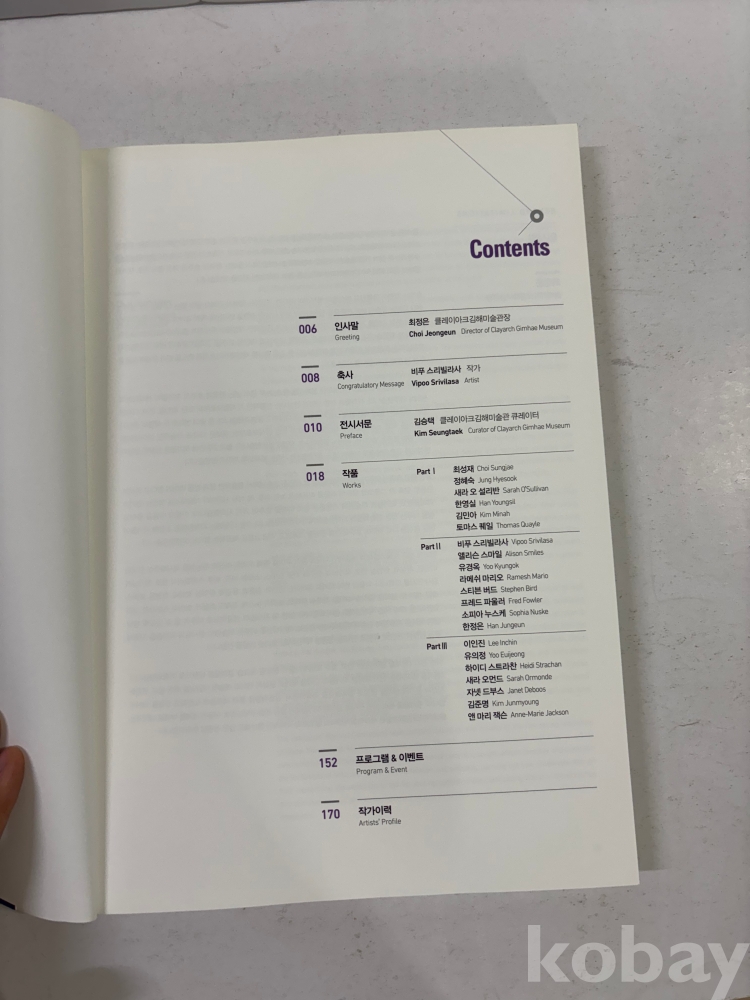 Contents
006 인사말 최정은 클레이아크김해미술관장
Greeting Choi Jeongeun Director of Clayarch Gimhae Museum
008 축사 비푸 스리빌라사 작가
Congratulatory Message Vipoo Srivilasa Artist
010 전시서문 김승택 클레이아크김해미술관 큐레이터
Preface Kim Seungtaek Curator of Clayarch Gimhae Museum
018 작품 Part Ⅰ 최성재 Choi Sungjae
Works 정혜숙 Jung Hyesook
새라 오 설리반 Sarah O'Sullivan
한영실 Han Youngsil
김민아 Kim Minah
토마스 퀘일 Thomas Quayle
Part Ⅱ 비푸 스리빌라사 Vipoo Srivilasa
앨리슨 스마일 Alison Smiles
유경옥 Yoo Kyungok
라메쉬 마리오 Ramesh Mario
스티븐 버드 Stephen Bird
프레드 파울러 Fred Fowler
소피아 누스케 Sophia Nuske
한정은 Han Jungeun
Part Ⅲ 이인진 Lee Inchin
유의정 Yoo Euijeong
하이디 스트라찬 Heidi Strachan
새라 오먼드 Sarah Ormonde
자넷 드부스 Janet Deboos
김준명 Kim Junmyoung
앤 마리 잭슨 Anne-Marie Jackson
152 프로그램 & 이벤트
Program & Event
170 작가이력
Artists' Profile
kobay